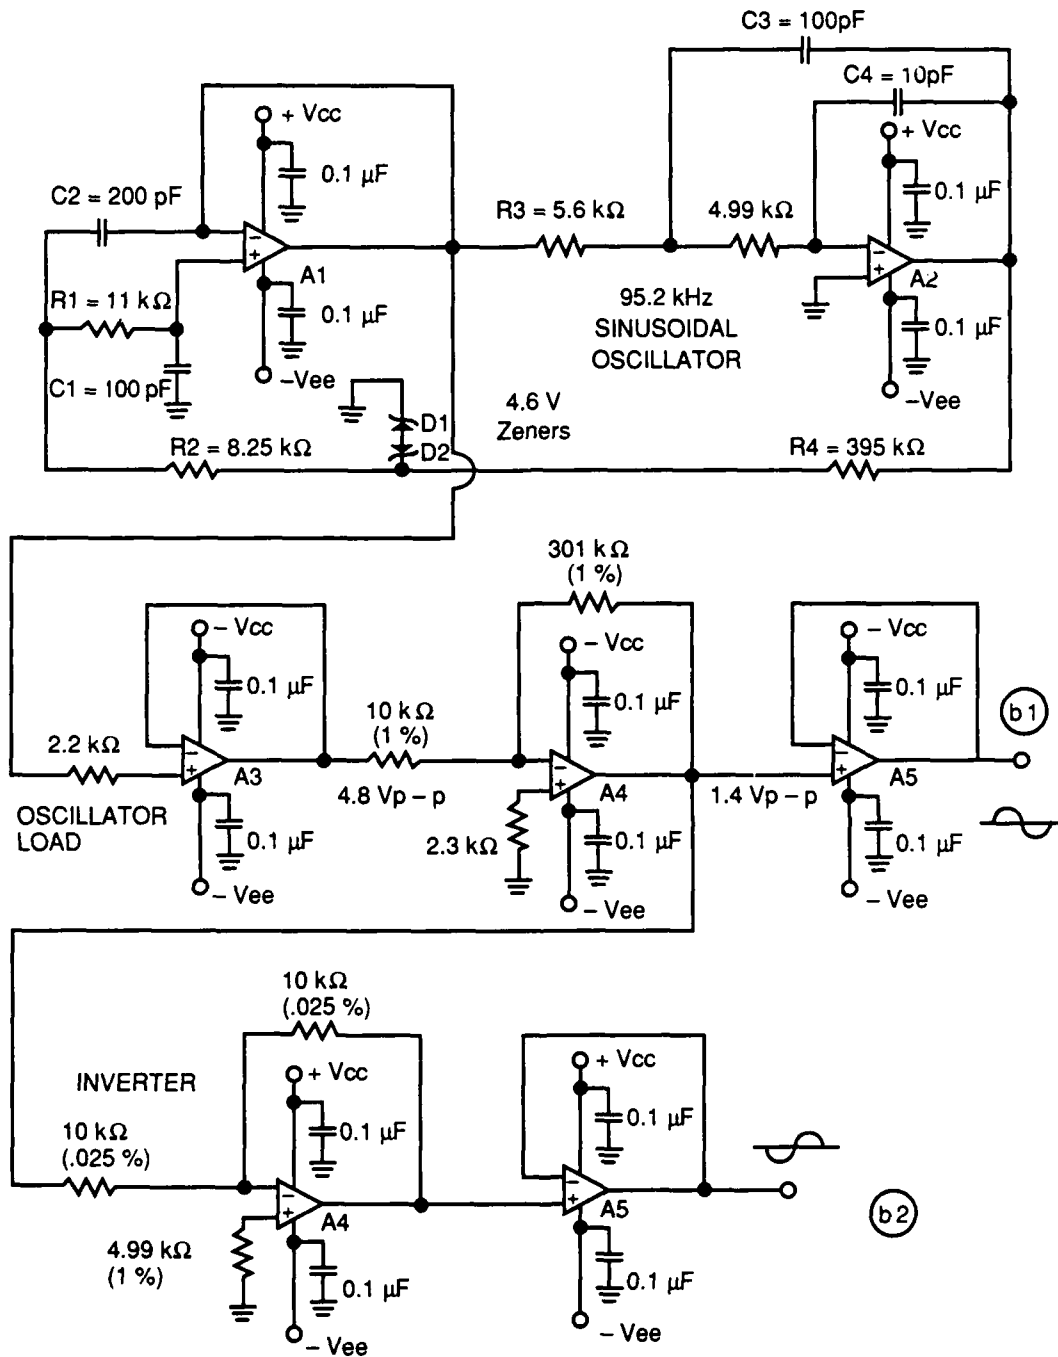 C3 = 100pF
C4 = 10pF
+ Vcc
0.1 µF
C2 = 200 pF
A1
R1 = 11 kΩ
C1 = 100 pF
0.1 µF
–Vee
R3 = 5.6 kΩ
4.99 kΩ
+ Vcc
0.1 µF
A2
0.1 µF
–Vee
95.2 kHz
SINUSOIDAL
OSCILLATOR
4.6 V
Zeners
D1
D2
R2 = 8.25 kΩ
R4 = 395 kΩ
– Vcc
0.1 µF
2.2 kΩ
A3
OSCILLATOR
LOAD
0.1 µF
– Vee
10 kΩ
(1 %)
4.8 Vp – p
301 kΩ
(1 %)
– Vcc
0.1 µF
A4
2.3 kΩ
0.1 µF
– Vee
1.4 Vp – p
– Vcc
0.1 µF
A5
0.1 µF
– Vee
b1
INVERTER
10 kΩ
(.025 %)
10 kΩ
(.025 %)
+ Vcc
0.1 µF
A4
4.99 kΩ
(1 %)
0.1 µF
– Vee
+ Vcc
0.1 µF
A5
0.1 µF
– Vee
b2